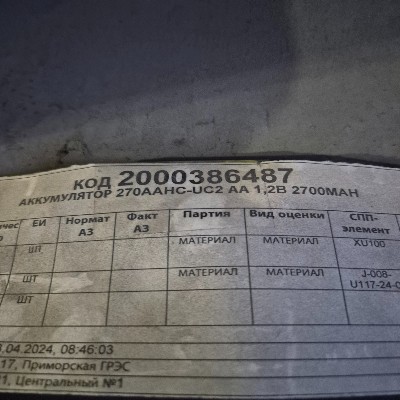 КОД 2000386487
АККУМУЛЯТОР 270AAHC-UC2 AA 1,2В 2700МАН
ЕИ Нормат АЗ Факт АЗ Партия Вид оценки СПП-элемент
ШТ МАТЕРИАЛ МАТЕРИАЛ XU100
ШТ МАТЕРИАЛ МАТЕРИАЛ J-008-
U117-24-
ШТ
.04.2024, 08:46:03
17, Приморская ГРЭС
1, Центральный №1